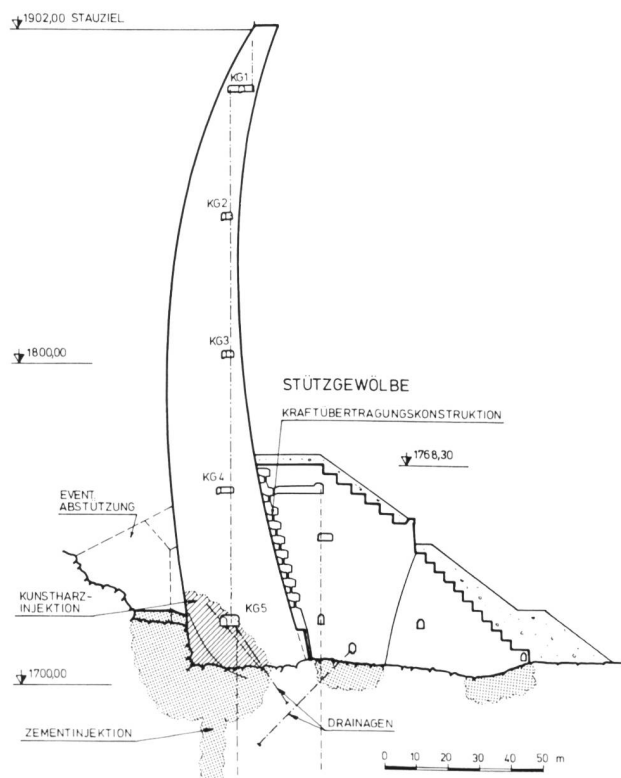 1902,00 STAUZIEL
KG1
KG2
1800,00
KG3
STÜTZGEWÖLBE
KRAFTÜBERTRAGUNGSKONSTRUKTION
1768,30
KG4
EVENT.
ABSTÜTZUNG
KUNSTHARZ-
INJEKTION
KG5
1700,00
ZEMENTINJEKTION
DRAINAGEN
0 10 20 30 40 50 m